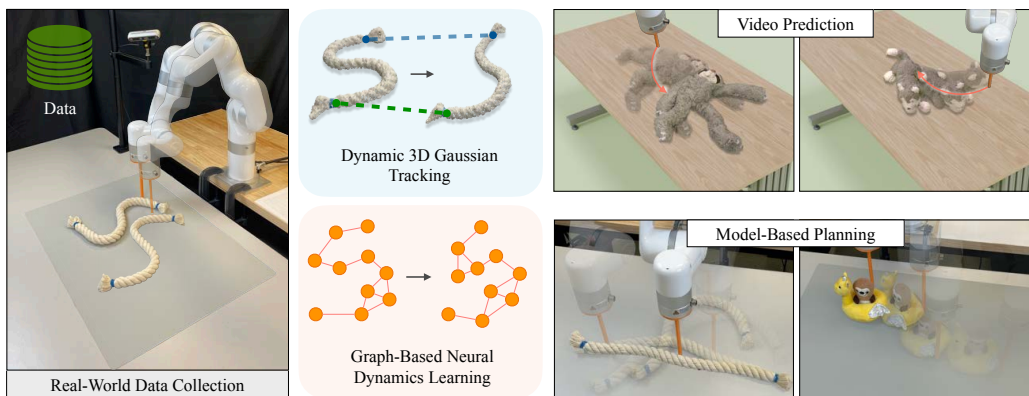 Data
Real-World Data Collection
Dynamic 3D Gaussian
Tracking
Graph-Based Neural
Dynamics Learning
Video Prediction
Model-Based Planning